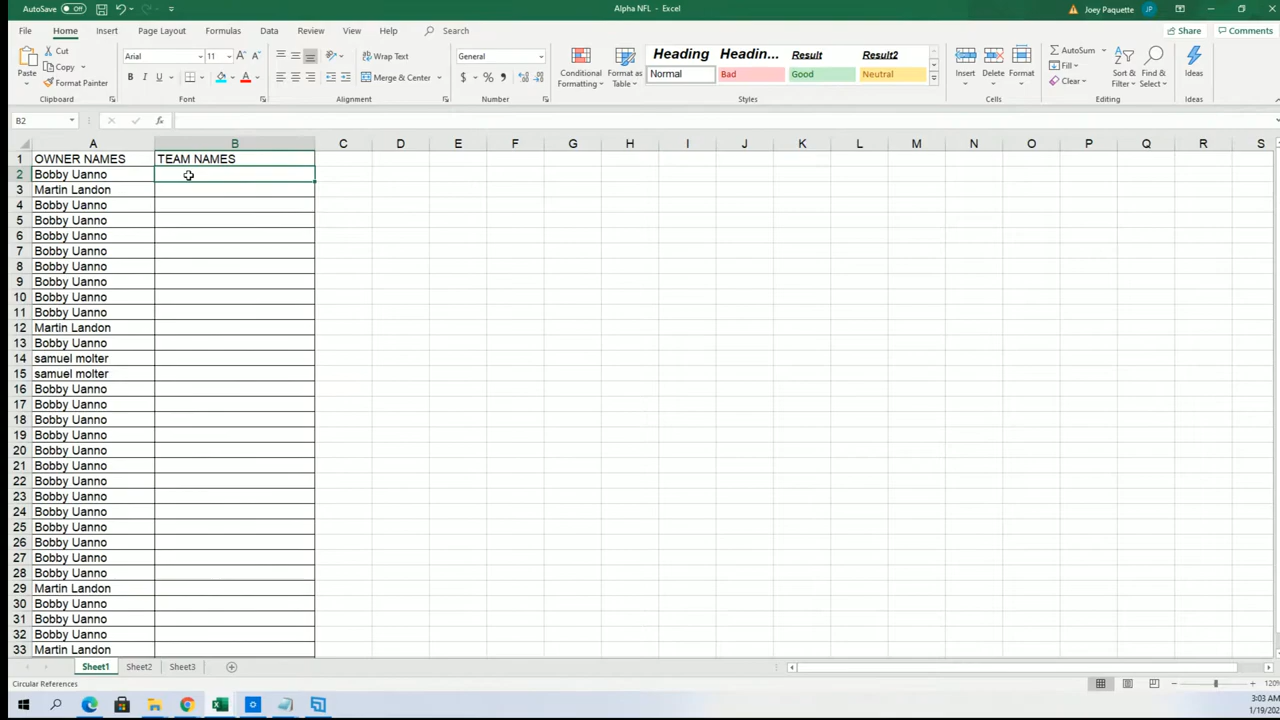 AutoSave Off
Alpha NFL - Excel
Joey Paquette JP
File Home Insert Page Layout Formulas Data Review View Help Search
Share Comments
Paste
Cut
Copy
Format Painter
Clipboard
Arial 11
B I U
Font
Wrap Text
Merge & Center
Alignment
General
$ % 9
Number
Conditional Formatting
Format as Table
Heading Headin... Result Result2
Normal Bad Good Neutral
Styles
Insert Delete Format
Cells
AutoSum
Fill
Clear
Sort & Filter
Find & Select
Editing
Ideas
Ideas
B2
fx
A B C D E F G H I J K L M N O P Q R S
1 OWNER NAMES TEAM NAMES
2 Bobby Uanno
3 Martin Landon
4 Bobby Uanno
5 Bobby Uanno
6 Bobby Uanno
7 Bobby Uanno
8 Bobby Uanno
9 Bobby Uanno
10 Bobby Uanno
11 Bobby Uanno
12 Martin Landon
13 Bobby Uanno
14 samuel molter
15 samuel molter
16 Bobby Uanno
17 Bobby Uanno
18 Bobby Uanno
19 Bobby Uanno
20 Bobby Uanno
21 Bobby Uanno
22 Bobby Uanno
23 Bobby Uanno
24 Bobby Uanno
25 Bobby Uanno
26 Bobby Uanno
27 Bobby Uanno
28 Bobby Uanno
29 Martin Landon
30 Bobby Uanno
31 Bobby Uanno
32 Bobby Uanno
33 Martin Landon
Sheet1 Sheet2 Sheet3
Circular References
120%
3:03 AM